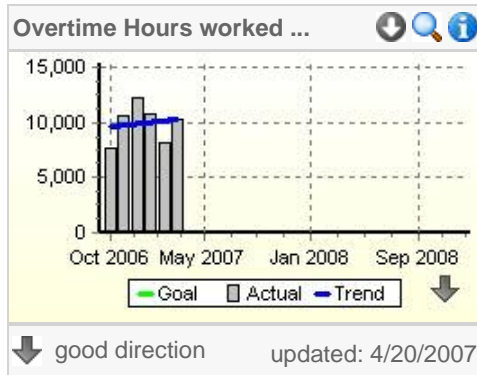 Overtime Hours worked ...
15,000
10,000
5,000
0
Oct 2006 May 2007 Jan 2008 Sep 2008
Goal Actual Trend
good direction updated: 4/20/2007